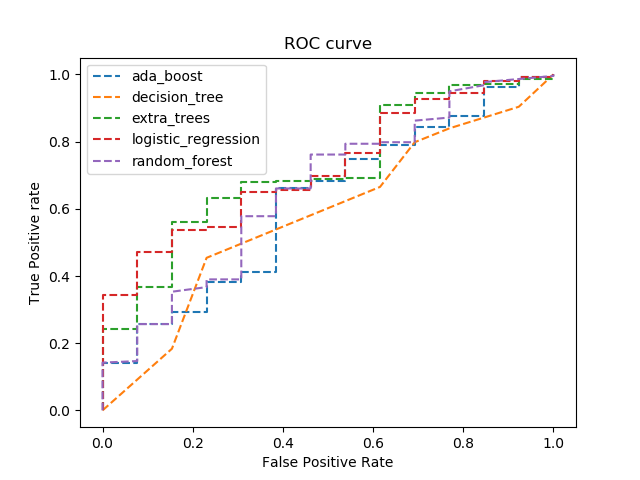 ROC curve
ada_boost
decision_tree
extra_trees
logistic_regression
random_forest
True Positive rate
1.0
0.8
0.6
0.4
0.2
0.0
0.0 0.2 0.4 0.6 0.8 1.0
False Positive Rate